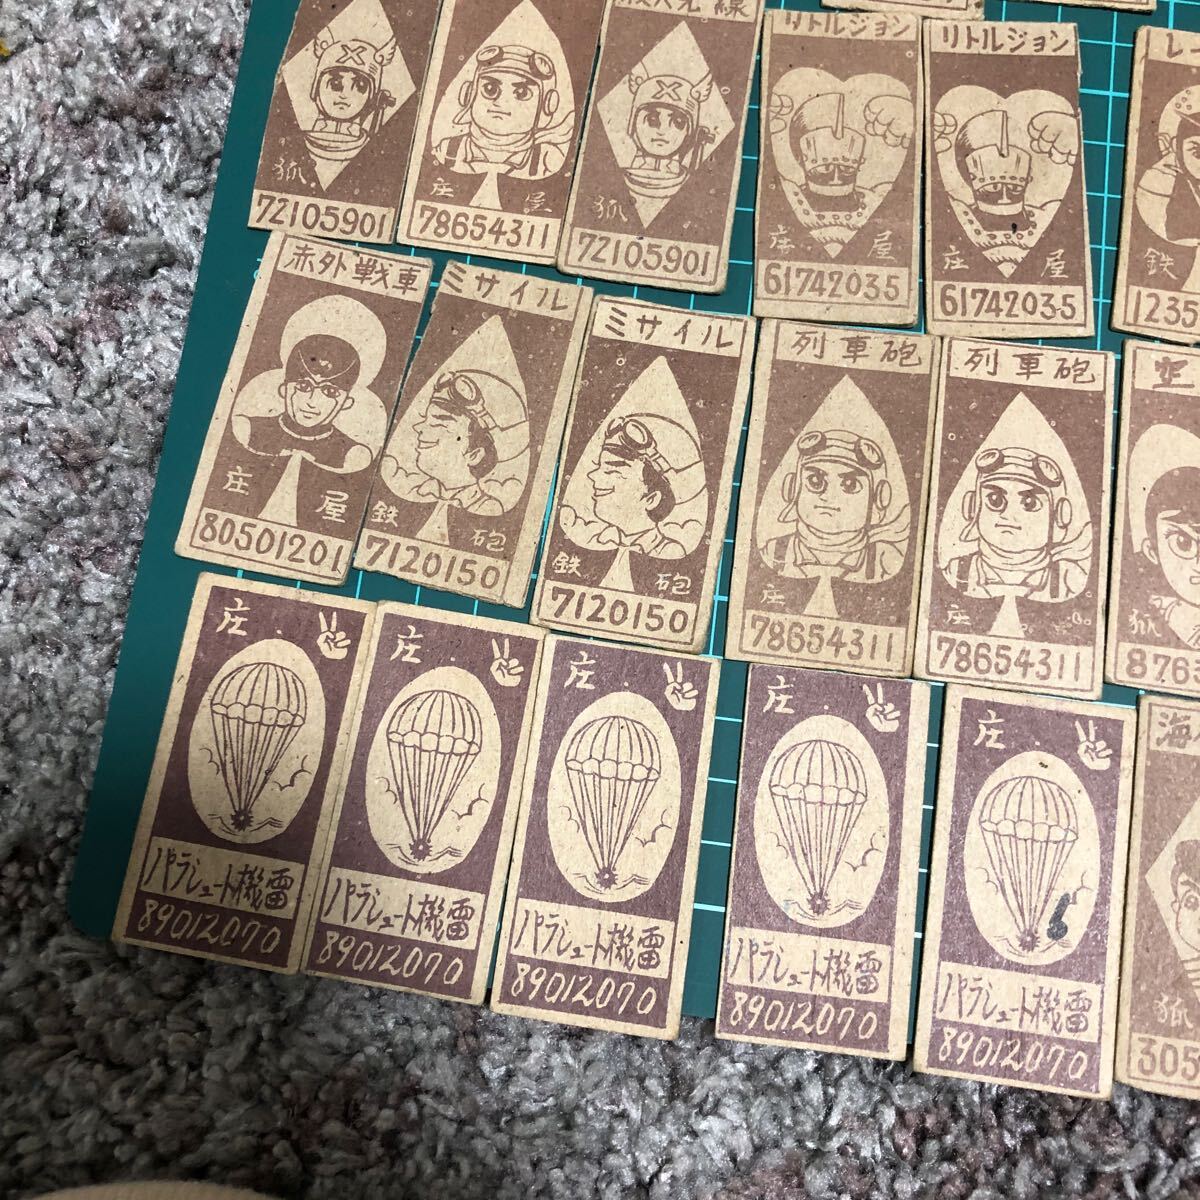 狐
72105901
庄屋
78654311
狐
72105901
リトルジョン
庄屋
61742035
リトルジョン
庄屋
61742035
鉄
赤外戦車
庄屋
80501201
ミサイル
鉄砲
7120150
ミサイル
鉄砲
7120150
列車砲
庄
78654311
列車砲
庄
78654311
狐
庄.
パラシュート機雷
89012070
庄.
パラシュート機雷
89012070
庄.
パラシュート機雷
89012070
庄.
パラシュート機雷
89012070
庄.
パラシュート機雷
89012070
海
狐
305